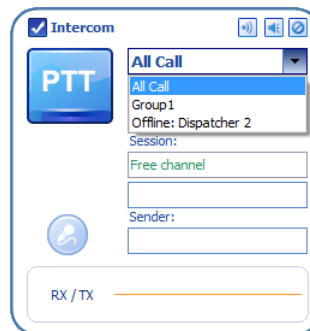 Intercom
PTT
All Call
All Call
Group1
Offline: Dispatcher 2
Session:
Free channel
Sender:
RX / TX